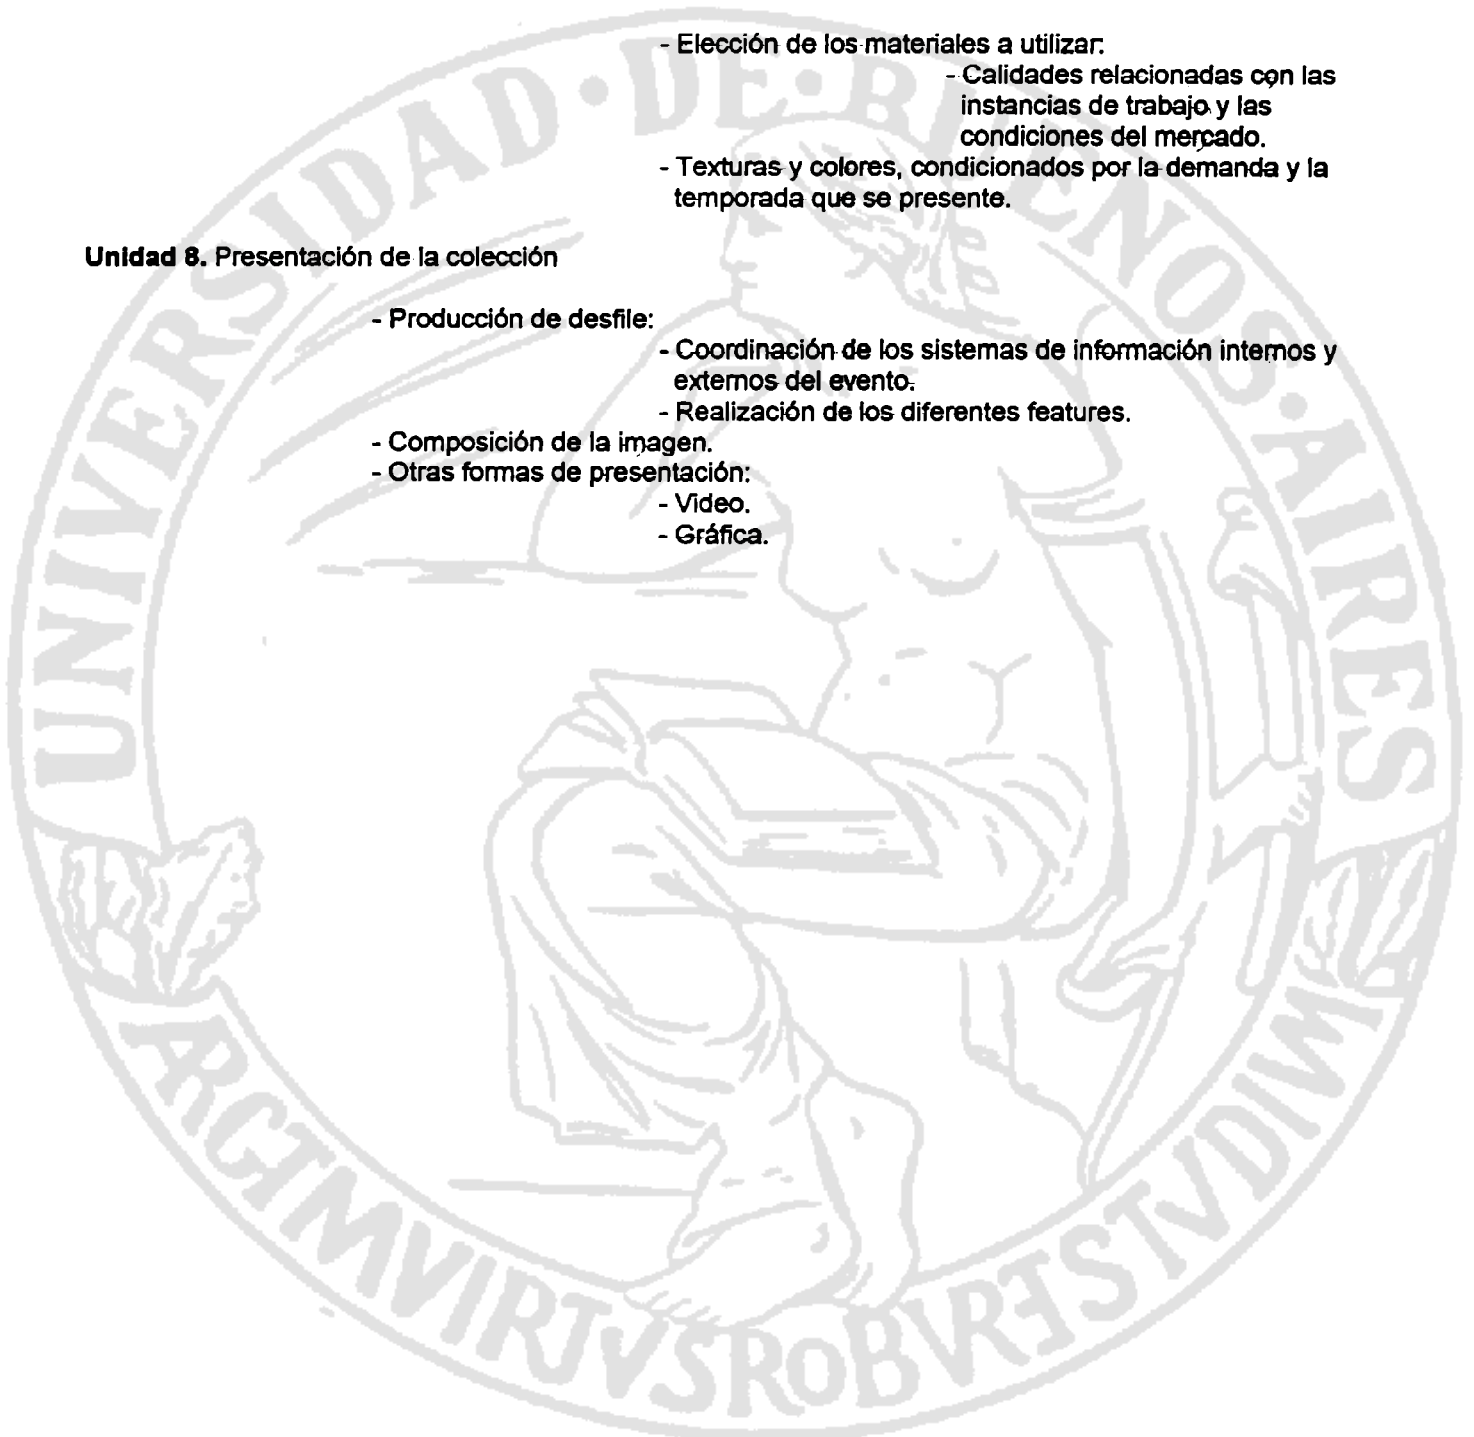 - Elección de los materiales a utilizar:
- Calidades relacionadas con las
instancias de trabajo y las
condiciones del mercado.
- Texturas y colores, condicionados por la demanda y la
temporada que se presente.
Unidad 8. Presentación de la colección
- Producción de desfile:
- Coordinación de los sistemas de información internos y
externos del evento.
- Realización de los diferentes features.
- Composición de la imagen.
- Otras formas de presentación:
- Video.
- Gráfica.
UNIVERSIDAD·DE·BUENOS·AIRES
ARGTMVIRTVSROBVRETSTVDIVM